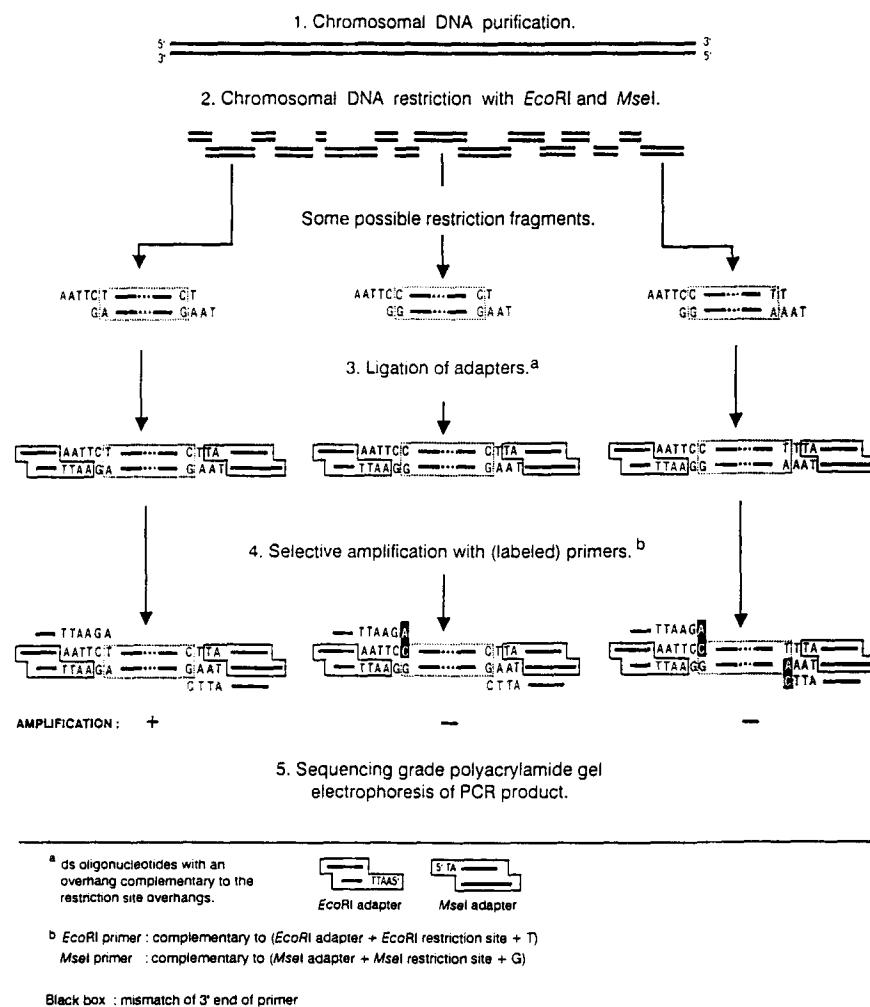 1. Chromosomal DNA purification.
5' 3'
3' 5'
2. Chromosomal DNA restriction with EcoRI and MseI.
Some possible restriction fragments.
AATTCT CT AATTCC CT AATTCC TT
GA GAAT GG GAAT GG AAAT
3. Ligation of adapters.a
AATTCT CTTA AATTCC CTTA AATTCC TTTA
TTAAGA GAAT TTAAGG GAAT TTAAGG AAAT
4. Selective amplification with (labeled) primers.b
TTAAGA TTAAGA TTAAGA
AATTCT CTTA AATTCC CTTA AATTCC TTTA
TTAAGA GAAT TTAAGG GAAT TTAAGG AAAT
CTTA CTTA CTTA
AMPLIFICATION : + – –
5. Sequencing grade polyacrylamide gel
electrophoresis of PCR product.
a ds oligonucleotides with an
overhang complementary to the
restriction site overhangs.
TTAA5' 5' TA
EcoRI adapter MseI adapter
b EcoRI primer : complementary to (EcoRI adapter + EcoRI restriction site + T)
MseI primer : complementary to (MseI adapter + MseI restriction site + G)
Black box : mismatch of 3' end of primer